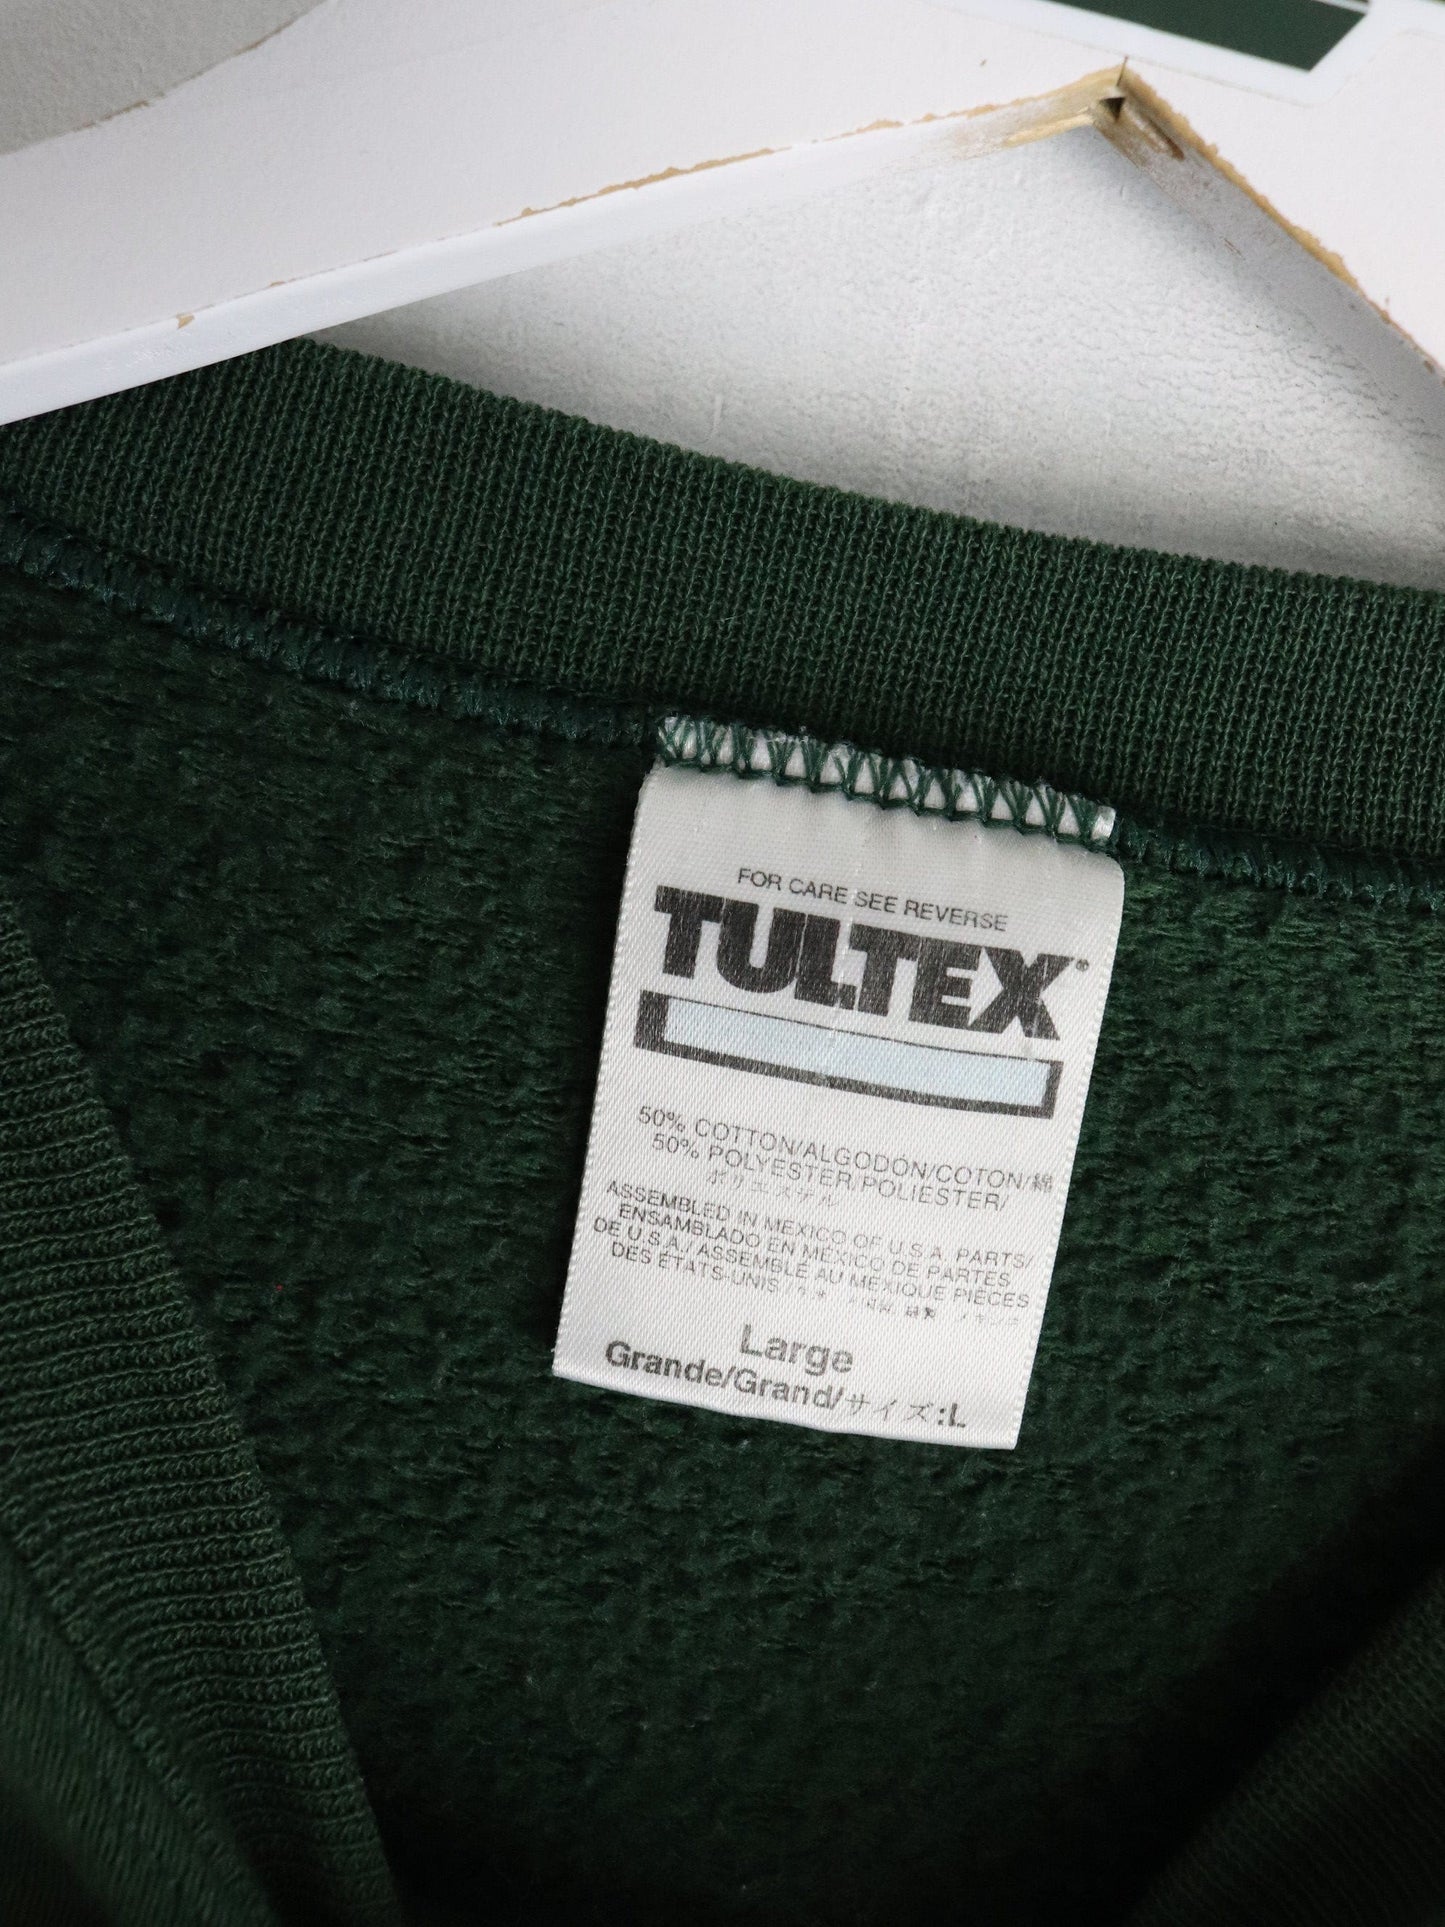 FOR CARE SEE REVERSE
TULTEX®
50% COTTON/ALGODON/COTON/綿
50% POLYESTER/POLIESTER/
ポリエステル
ASSEMBLED IN MEXICO OF U.S.A. PARTS/
ENSAMBLADO EN MEXICO DE PARTES
DE U.S.A./ASSEMBLÉ AU MEXIQUE PIÈCES
DES ÉTATS-UNIS/
Large
Grande/Grand/サイズ:L